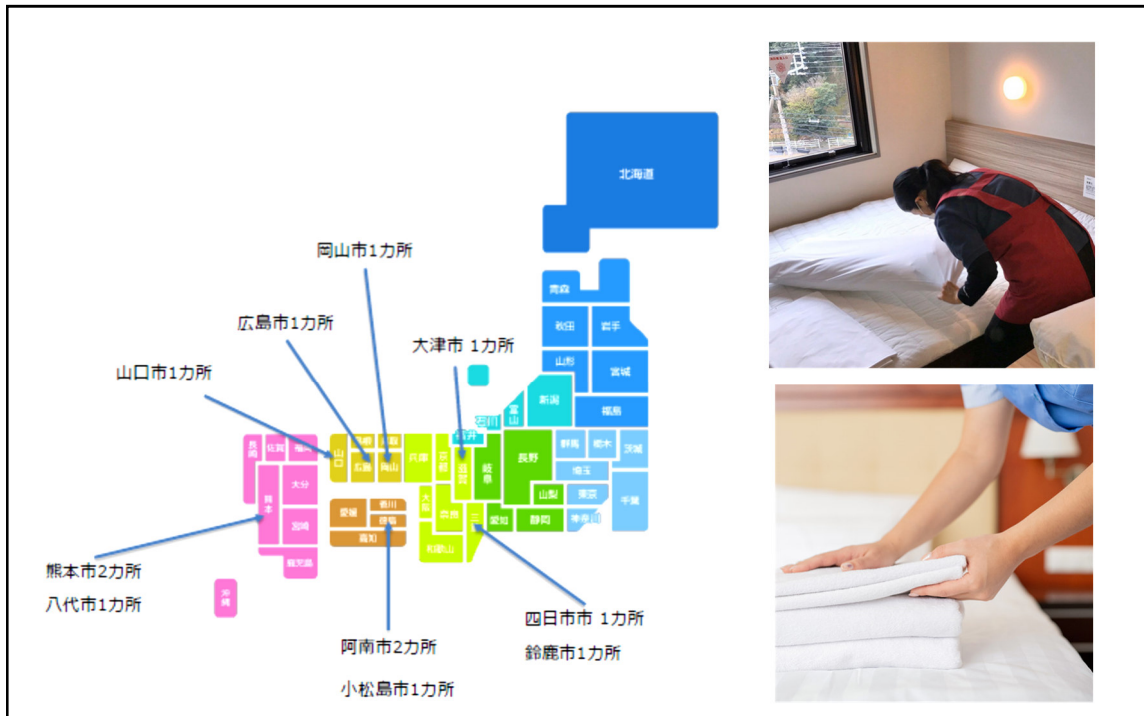 北海道
岡山市1カ所
青森
広島市1カ所
秋田
岩手
大津市 1カ所
山形
宮城
山口市1カ所
新潟
富山
福島
石川
福井
群馬
栃木
茨城
長崎
佐賀
福岡
山口
広島
岡山
兵庫
京都
滋賀
岐阜
長野
埼玉
大分
熊本
山梨
東京
千葉
愛媛
香川
徳島
大阪
奈良
三重
愛知
静岡
神奈川
宮崎
高知
和歌山
鹿児島
沖縄
熊本市2カ所
八代市1カ所
四日市市 1カ所
鈴鹿市1カ所
阿南市2カ所
小松島市1カ所